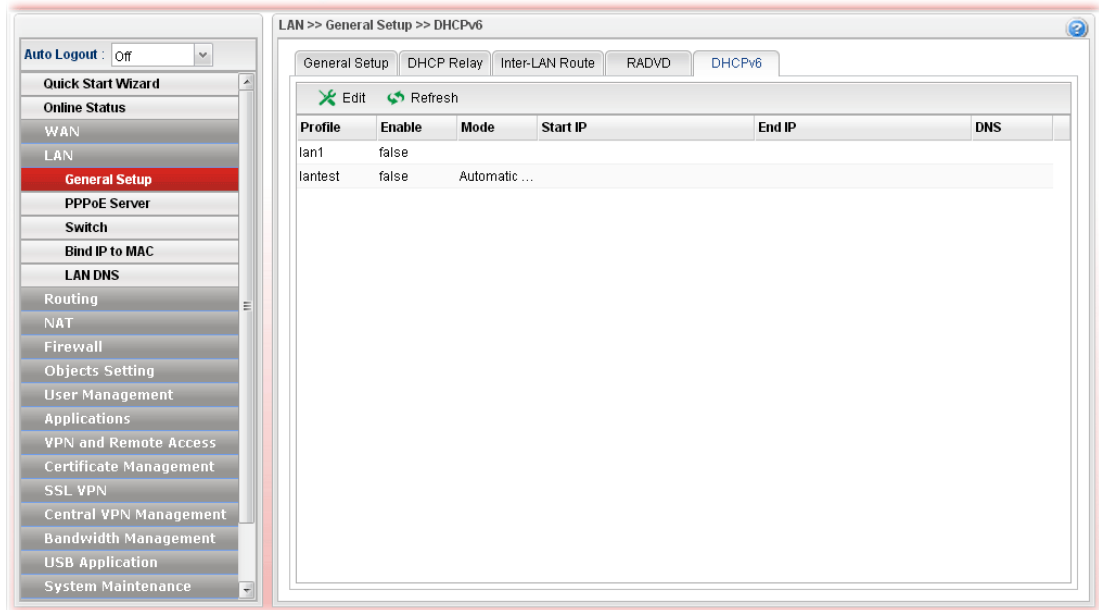 LAN >> General Setup >> DHCPv6
Auto Logout : Off
Quick Start Wizard
Online Status
WAN
LAN
General Setup
PPPoE Server
Switch
Bind IP to MAC
LAN DNS
Routing
NAT
Firewall
Objects Setting
User Management
Applications
VPN and Remote Access
Certificate Management
SSL VPN
Central VPN Management
Bandwidth Management
USB Application
System Maintenance
General Setup DHCP Relay Inter-LAN Route RADVD DHCPv6
Edit Refresh
Profile Enable Mode Start IP End IP DNS
lan1 false
lantest false Automatic ...